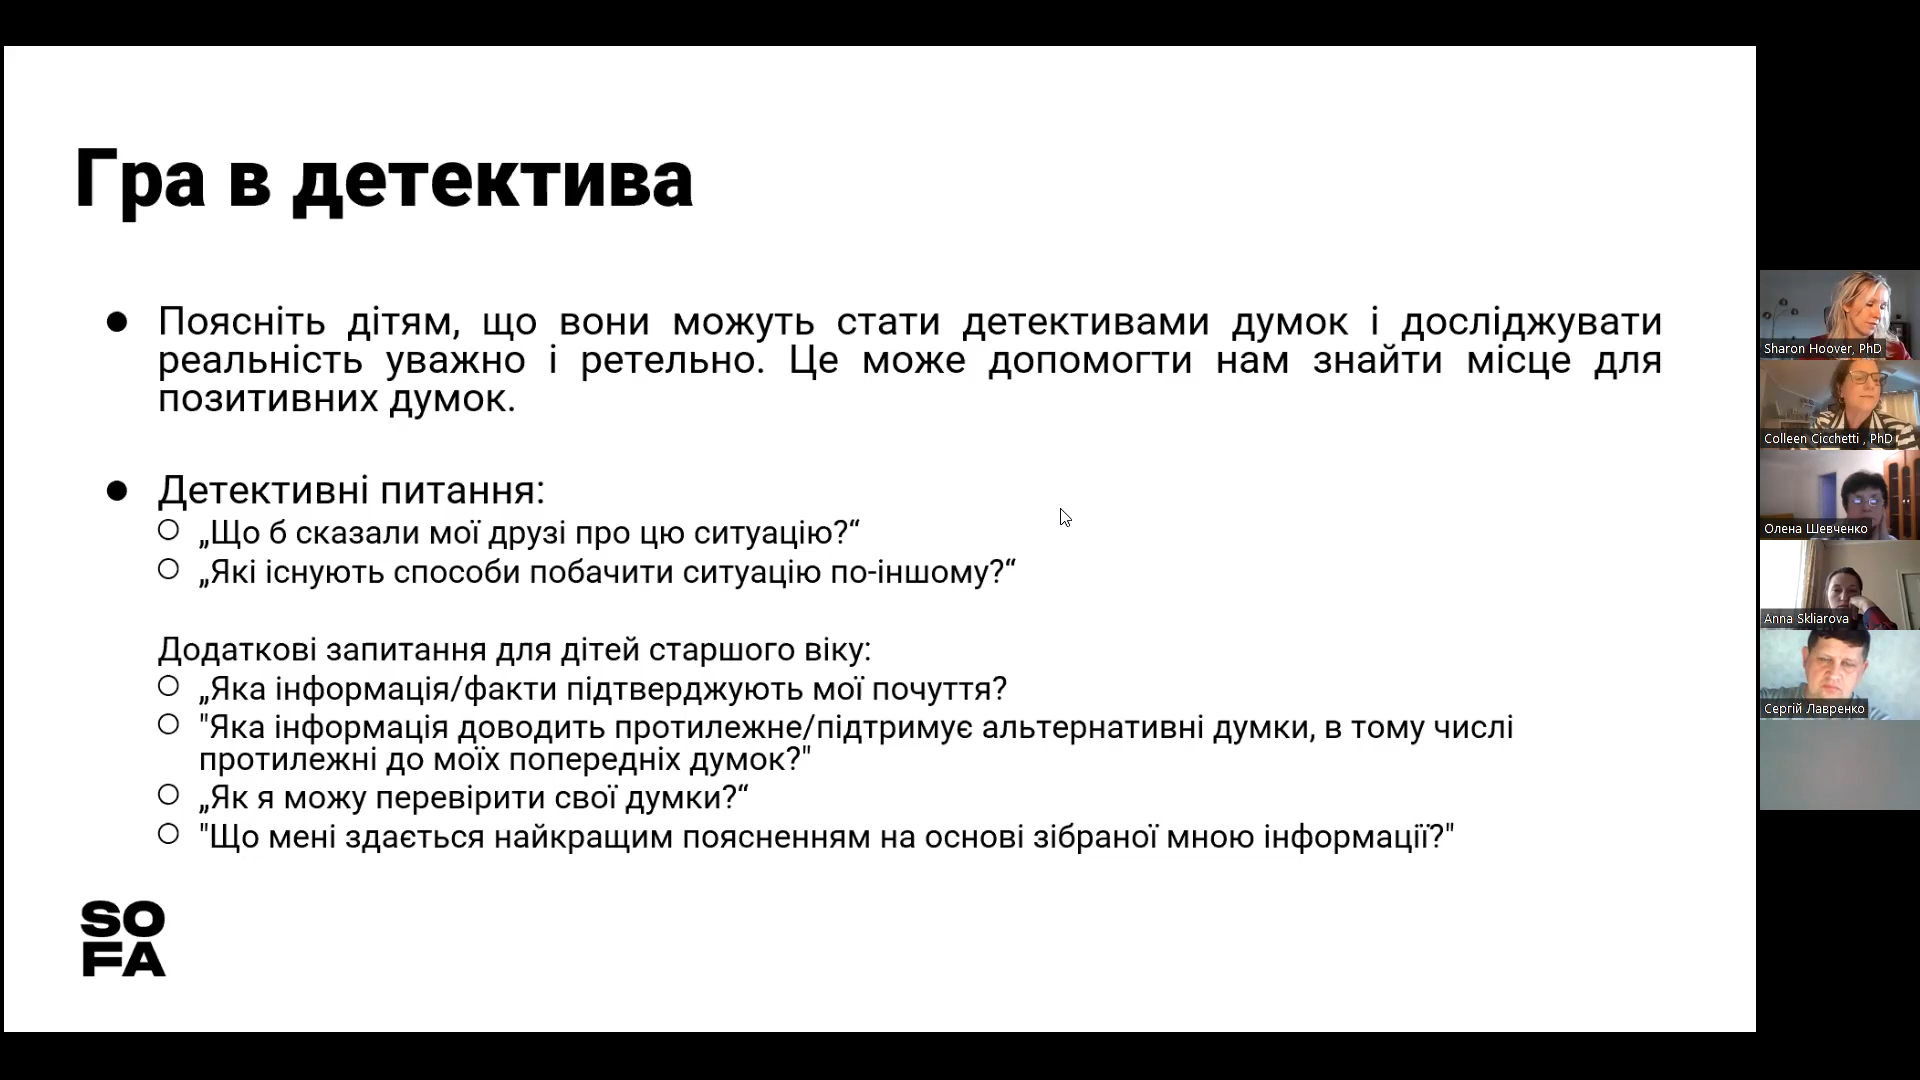 Гра в детектива
Поясніть дітям, що вони можуть стати детективами думок і досліджувати
реальність уважно і ретельно. Це може допомогти нам знайти місце для
позитивних думок.
Детективні питання:
„Що б сказали мої друзі про цю ситуацію?“
„Які існують способи побачити ситуацію по-іншому?“
Додаткові запитання для дітей старшого віку:
„Яка інформація/факти підтверджують мої почуття?
"Яка інформація доводить протилежне/підтримує альтернативні думки, в тому числі
протилежні до моїх попередніх думок?"
„Як я можу перевірити свої думки?“
"Що мені здається найкращим поясненням на основі зібраної мною інформації?"
SO
FA
Sharon Hoover, PhD
Colleen Cicchetti , PhD
Олена Шевченко
Anna Skliarova
Сергій Лавренко